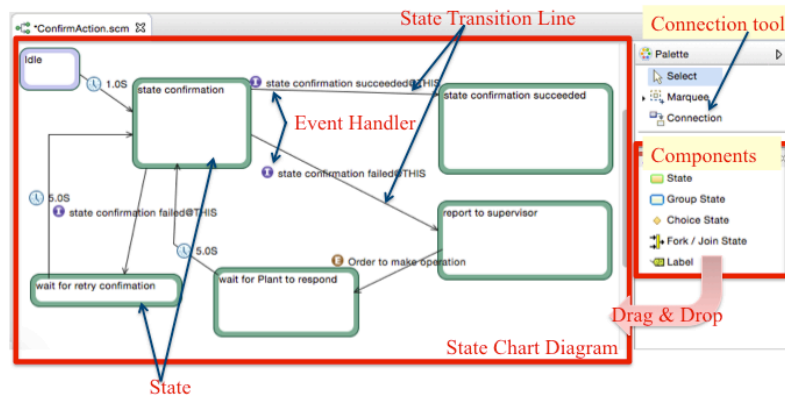 State Transition Line
Connection tool
*ConfirmAction.scm
Idle
1.0S
state confirmation
state confirmation succeeded@THIS
state confirmation succeeded
Event Handler
state confirmation failed@THIS
5.0S
state confirmation failed@THIS
report to supervisor
5.0S
Order to make operation
wait for retry confimation
wait for Plant to respond
State Chart Diagram
State
Palette
Select
Marquee
Connection
Components
State
Group State
Choice State
Fork / Join State
Label
Drag & Drop